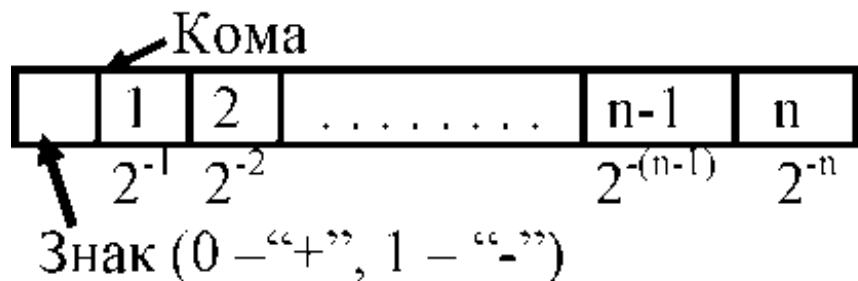 Кома
1 2 . . . . . . . . n-1 n
2⁻¹ 2⁻² 2⁻⁽ⁿ⁻¹⁾ 2⁻ⁿ
Знак (0 –“+”, 1 – “-”)